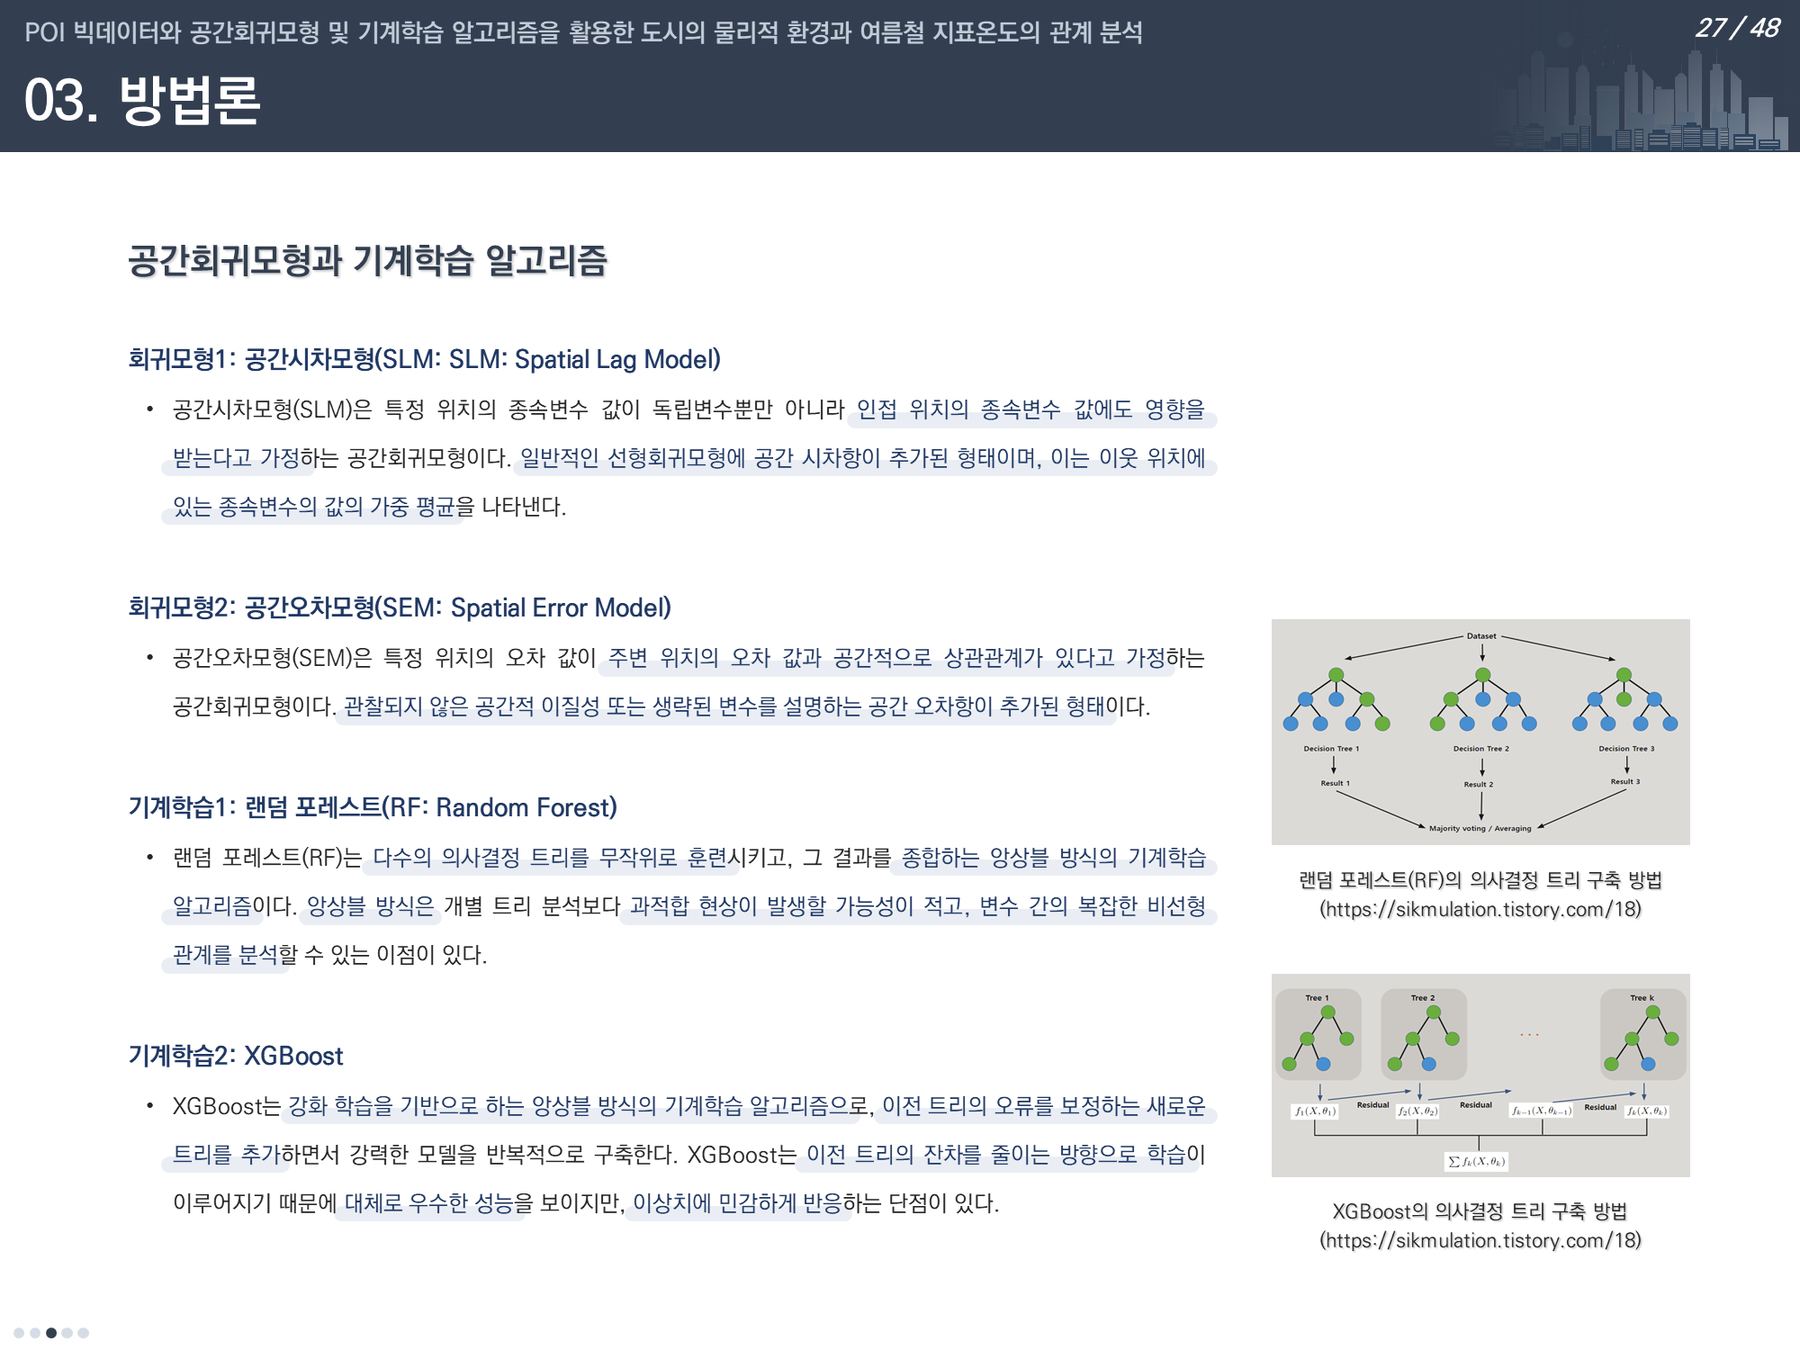 POI 빅데이터와 공간회귀모형 및 기계학습 알고리즘을 활용한 도시의 물리적 환경과 여름철 지표온도의 관계 분석
27 / 48
03. 방법론
공간회귀모형과 기계학습 알고리즘
회귀모형1: 공간시차모형(SLM: SLM: Spatial Lag Model)
• 공간시차모형(SLM)은 특정 위치의 종속변수 값이 독립변수뿐만 아니라 인접 위치의 종속변수 값에도 영향을
받는다고 가정하는 공간회귀모형이다. 일반적인 선형회귀모형에 공간 시차항이 추가된 형태이며, 이는 이웃 위치에
있는 종속변수의 값의 가중 평균을 나타낸다.
회귀모형2: 공간오차모형(SEM: Spatial Error Model)
• 공간오차모형(SEM)은 특정 위치의 오차 값이 주변 위치의 오차 값과 공간적으로 상관관계가 있다고 가정하는
공간회귀모형이다. 관찰되지 않은 공간적 이질성 또는 생략된 변수를 설명하는 공간 오차항이 추가된 형태이다.
기계학습1: 랜덤 포레스트(RF: Random Forest)
• 랜덤 포레스트(RF)는 다수의 의사결정 트리를 무작위로 훈련시키고, 그 결과를 종합하는 앙상블 방식의 기계학습
알고리즘이다. 앙상블 방식은 개별 트리 분석보다 과적합 현상이 발생할 가능성이 적고, 변수 간의 복잡한 비선형
관계를 분석할 수 있는 이점이 있다.
기계학습2: XGBoost
• XGBoost는 강화 학습을 기반으로 하는 앙상블 방식의 기계학습 알고리즘으로, 이전 트리의 오류를 보정하는 새로운
트리를 추가하면서 강력한 모델을 반복적으로 구축한다. XGBoost는 이전 트리의 잔차를 줄이는 방향으로 학습이
이루어지기 때문에 대체로 우수한 성능을 보이지만, 이상치에 민감하게 반응하는 단점이 있다.
Dataset
Decision Tree 1
Decision Tree 2
Decision Tree 3
Result 1
Result 2
Result 3
Majority voting / Averaging
랜덤 포레스트(RF)의 의사결정 트리 구축 방법
(https://sikmulation.tistory.com/18)
Tree 1
Tree 2
. . .
Tree k
f₁(X, θ₁)
Residual
f₂(X, θ₂)
Residual
fₖ₋₁(X, θₖ₋₁)
Residual
fₖ(X, θₖ)
∑ fₖ(X, θₖ)
XGBoost의 의사결정 트리 구축 방법
(https://sikmulation.tistory.com/18)